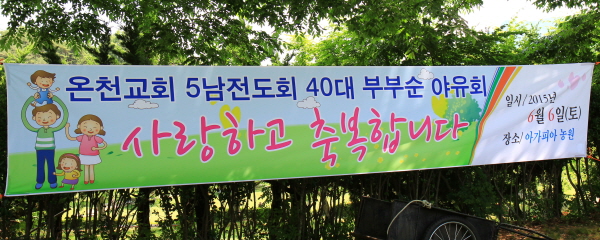 온천교회 5남전도회 40대 부부순 야유회
사랑하고 축복합니다
일시/ 2015년
6월 6일(토)
장소/ 아가피아 농원